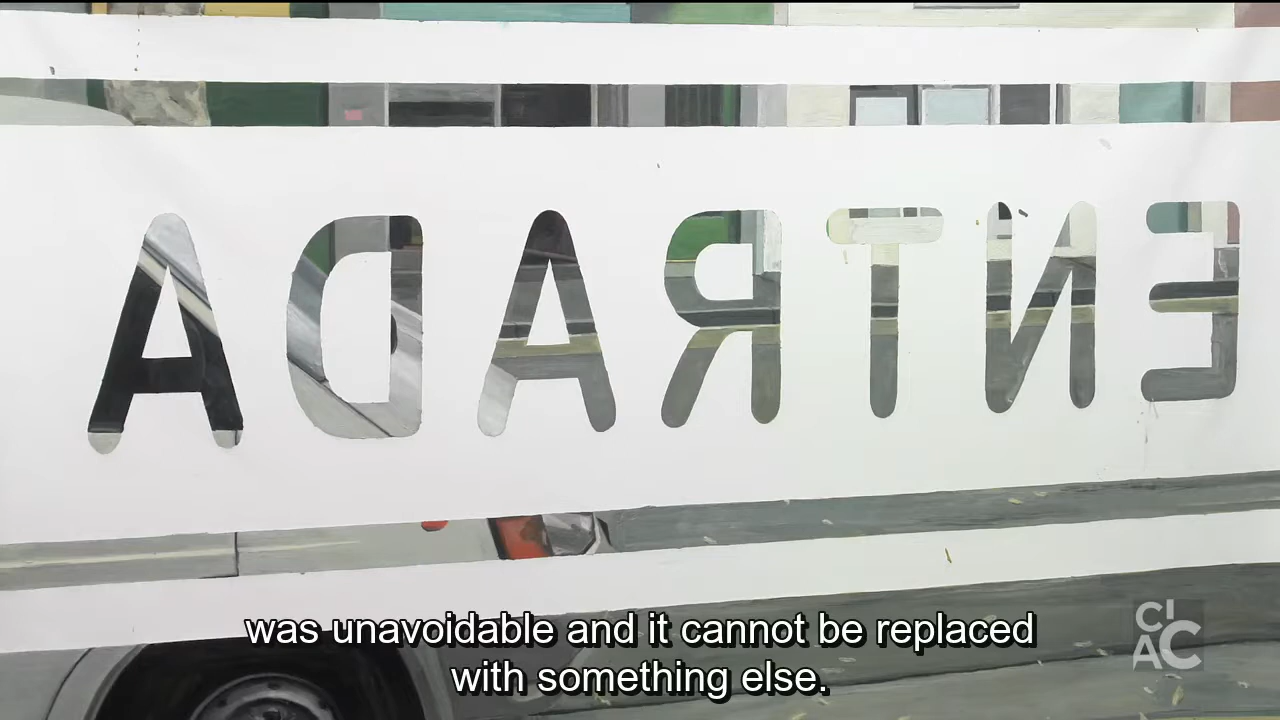 ENTRADA
was unavoidable and it cannot be replaced
with something else.
CI
AC